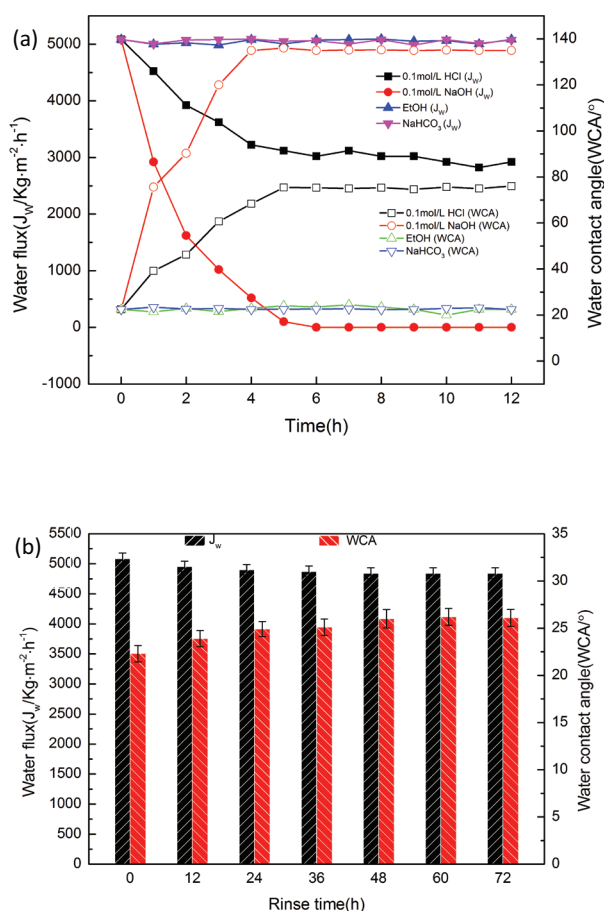 (a)
Water flux(J_W/Kg·m⁻²·h⁻¹)
5000
4000
3000
2000
1000
0
-1000
140
120
100
80
60
40
20
0
Water contact angle(WCA/°)
0.1mol/L HCl (J_W)
0.1mol/L NaOH (J_W)
EtOH (J_W)
NaHCO₃ (J_W)
0.1mol/L HCl (WCA)
0.1mol/L NaOH (WCA)
EtOH (WCA)
NaHCO₃ (WCA)
0 2 4 6 8 10 12
Time(h)
(b)
Water flux(J_w/Kg·m⁻²·h⁻¹)
5500
5000
4500
4000
3500
3000
2500
2000
1500
1000
500
0
J_w WCA
35
30
25
20
15
10
5
0
Water contact angle(WCA/°)
0 12 24 36 48 60 72
Rinse time(h)